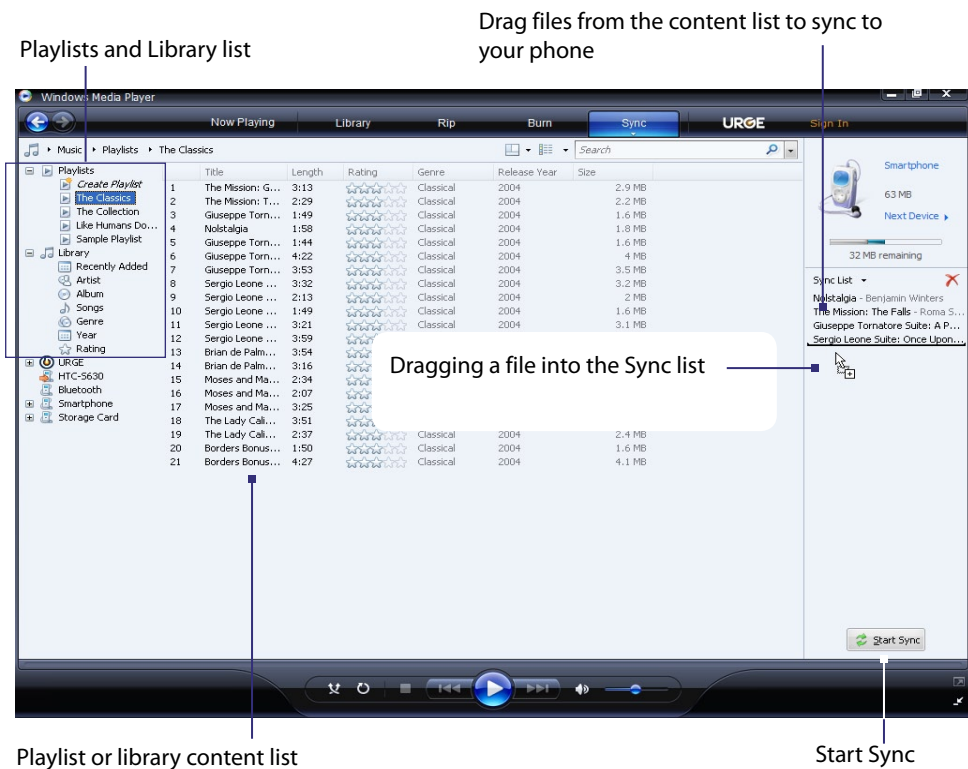 Drag files from the content list to sync to
your phone
Playlists and Library list
Windows Media Player
Now Playing Library Rip Burn Sync URGE Sign In
Music Playlists The Classics Search
Playlists
Create Playlist
The Classics
The Collection
Like Humans Do...
Sample Playlist
Library
Recently Added
Artist
Album
Songs
Genre
Year
Rating
URGE
HTC-S630
Bluetooth
Smartphone
Storage Card
Title Length Rating Genre Release Year Size
1 The Mission: G... 3:13 Classical 2004 2.9 MB
2 The Mission: T... 2:29 Classical 2004 2.2 MB
3 Giuseppe Torn... 1:49 Classical 2004 1.6 MB
4 Nolstalgia 1:58 Classical 2004 1.8 MB
5 Giuseppe Torn... 1:44 Classical 2004 1.6 MB
6 Giuseppe Torn... 4:22 Classical 2004 4 MB
7 Giuseppe Torn... 3:53 Classical 2004 3.5 MB
8 Sergio Leone ... 3:32 Classical 2004 3.2 MB
9 Sergio Leone ... 2:13 Classical 2004 2 MB
10 Sergio Leone ... 1:49 Classical 2004 1.6 MB
11 Sergio Leone ... 3:21 Classical 2004 3.1 MB
12 Sergio Leone ... 3:59
13 Brian de Palm... 3:54
14 Brian de Palm... 3:16
15 Moses and Ma... 2:34
16 Moses and Ma... 2:07
17 Moses and Ma... 3:25
18 The Lady Cali... 3:51
19 The Lady Cali... 2:37 Classical 2004 2.4 MB
20 Borders Bonus... 1:50 Classical 2004 1.6 MB
21 Borders Bonus... 4:27 Classical 2004 4.1 MB
Dragging a file into the Sync list
Smartphone
63 MB
Next Device
32 MB remaining
Sync List
Nolstalgia - Benjamin Winters
The Mission: The Falls - Roma S...
Giuseppe Tornatore Suite: A P...
Sergio Leone Suite: Once Upon...
Start Sync
Playlist or library content list
Start Sync